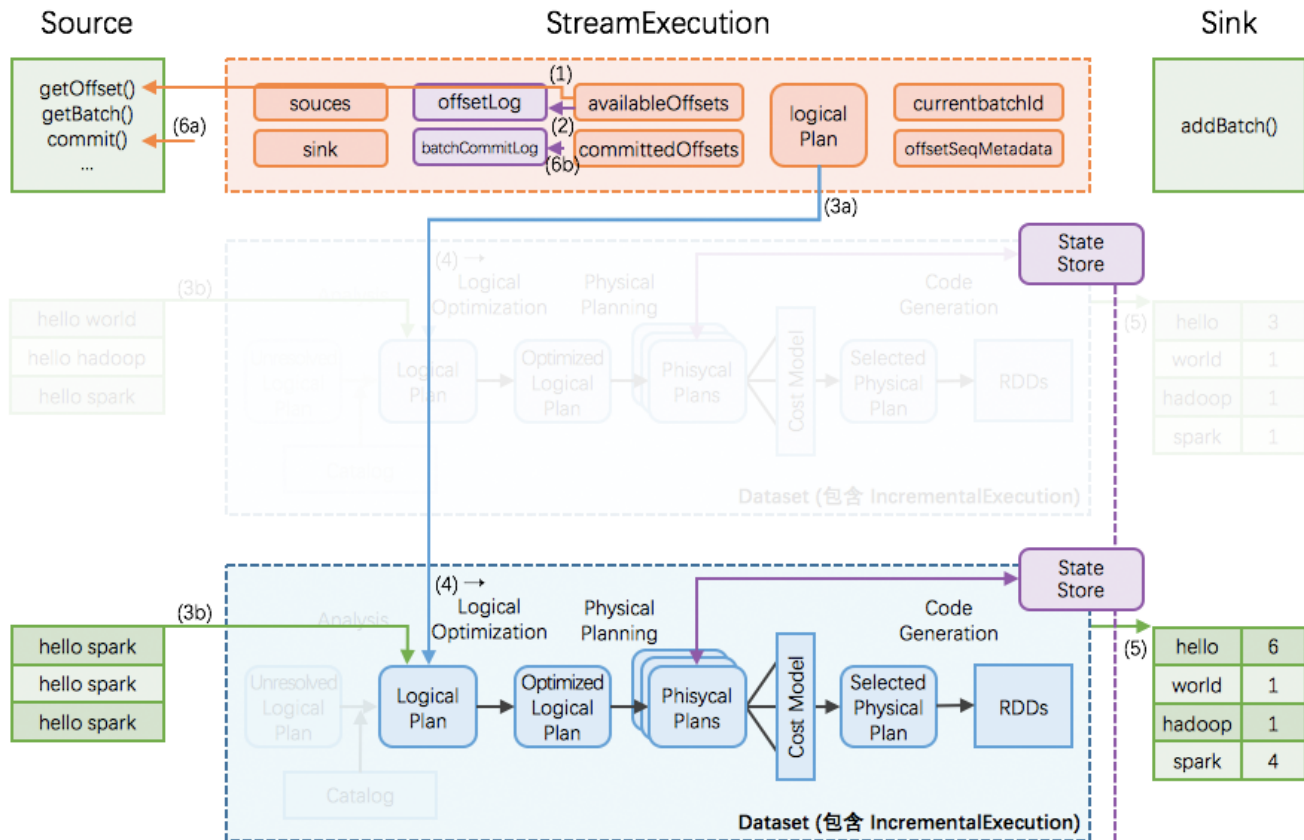 Source
StreamExecution
Sink
getOffset()
getBatch()
commit()
...
(6a)
(1)
souces
offsetLog
availableOffsets
(2)
sink
batchCommitLog
committedOffsets
(6b)
logical
Plan
currentbatchId
offsetSeqMetadata
addBatch()
(3a)
State
Store
(4) →
(3b)
Logical
Optimization
Physical
Planning
Code
Generation
hello world
hello hadoop
hello spark
Unresolved
Logical
Plan
Logical
Plan
Optimized
Logical
Plan
Phisycal
Plans
Cost Model
Selected
Physical
Plan
RDDs
Catalog
(5)
hello 3
world 1
hadoop 1
spark 1
Dataset (包含 IncrementalExecution)
State
Store
(4) →
(3b)
Analysis
Logical
Optimization
Physical
Planning
Code
Generation
hello spark
hello spark
hello spark
Unresolved
Logical
Plan
Logical
Plan
Optimized
Logical
Plan
Phisycal
Plans
Cost Model
Selected
Physical
Plan
RDDs
Catalog
(5)
hello 6
world 1
hadoop 1
spark 4
Dataset (包含 IncrementalExecution)